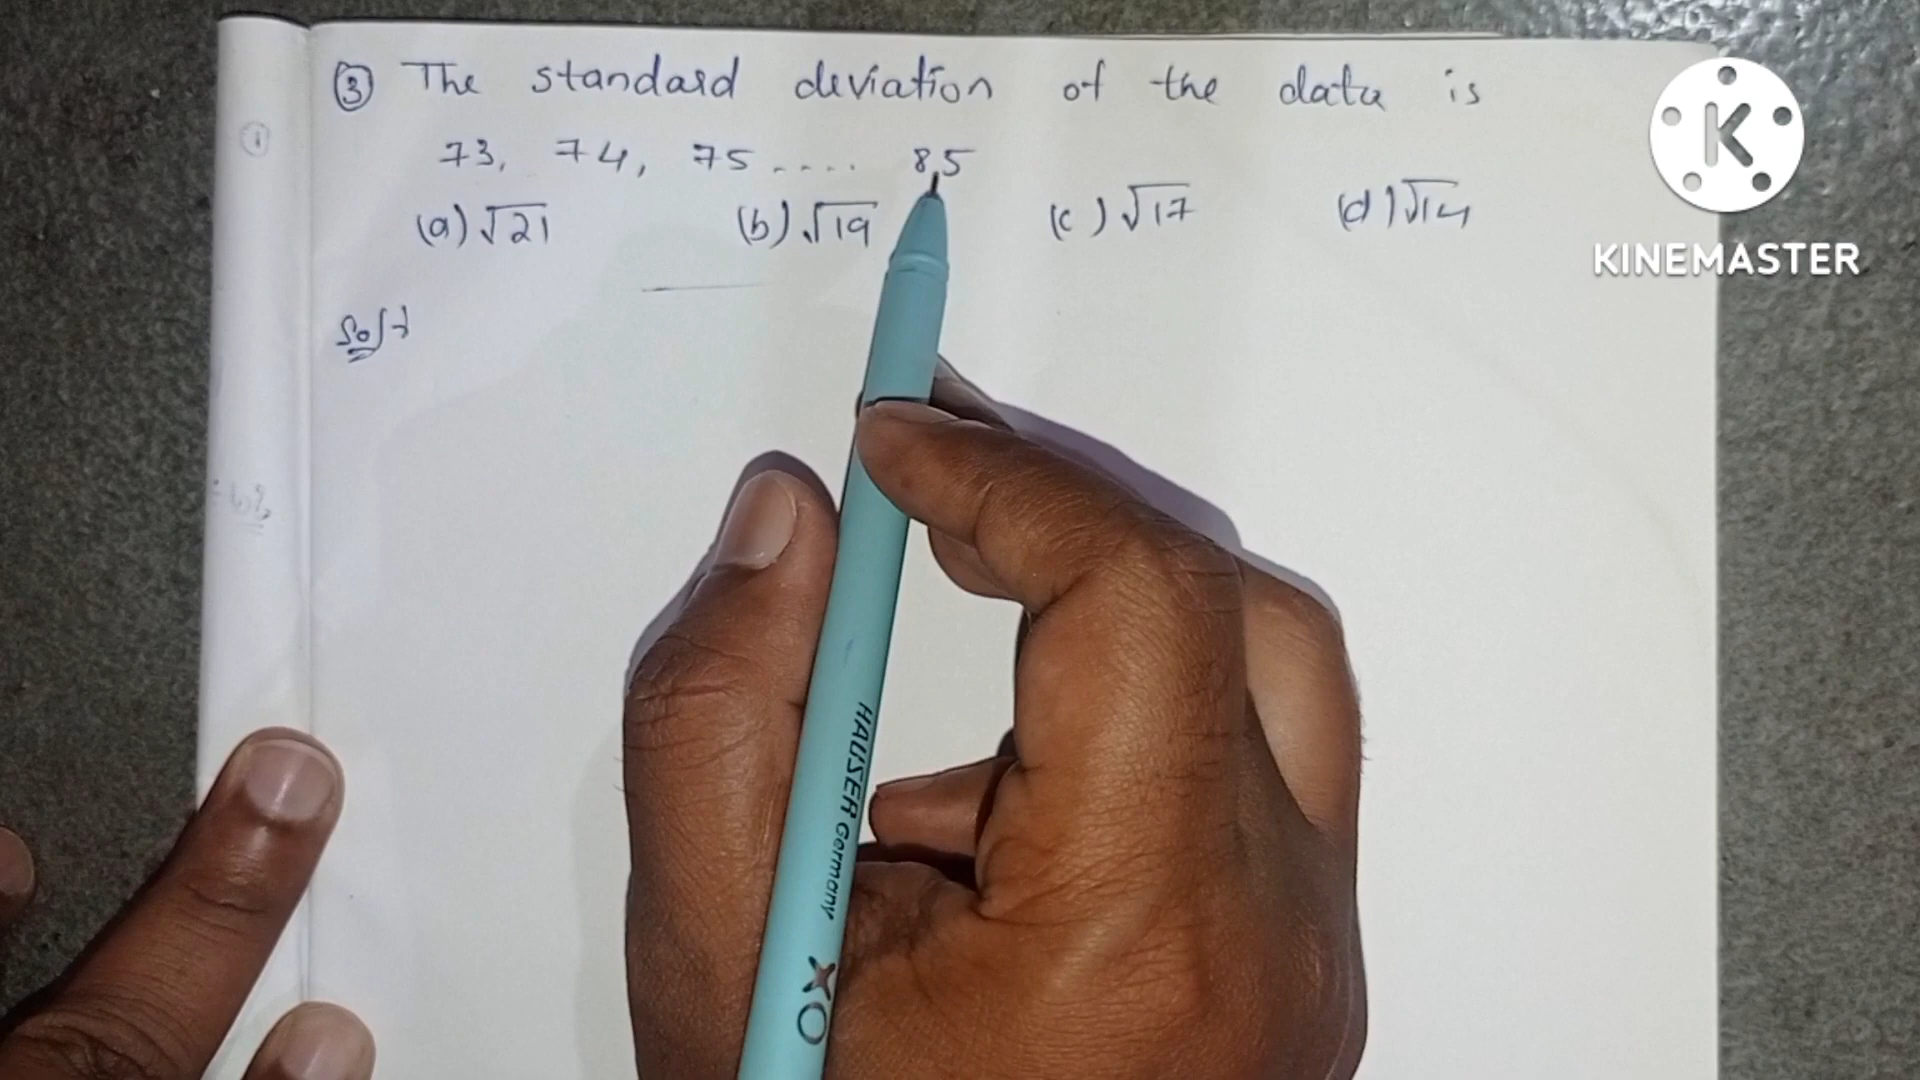 ③ The standard deviation of the data is
73, 74, 75 .... 85
(a) √21 (b) √19 (c) √17 (d) √14
Sol:
K
KINEMASTER
HAUSER Germany
XO